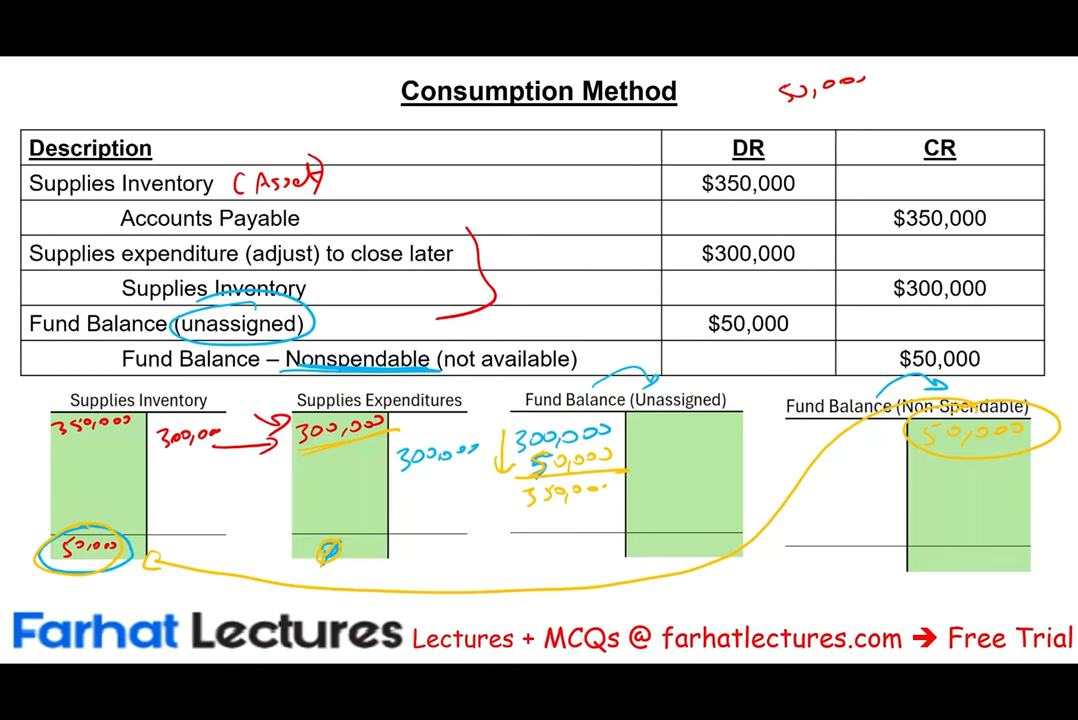 Consumption Method
50,000
Description DR CR
Supplies Inventory (Asset) $350,000
Accounts Payable $350,000
Supplies expenditure (adjust) to close later $300,000
Supplies Inventory $300,000
Fund Balance (unassigned) $50,000
Fund Balance – Nonspendable (not available) $50,000
Supplies Inventory Supplies Expenditures Fund Balance (Unassigned) Fund Balance (Non-Spendable)
350,000 300,000 300,000 50,000
300,00 300,000 50,000
350,000
50,000 0
Farhat Lectures Lectures + MCQs @ farhatlectures.com ➔ Free Trial